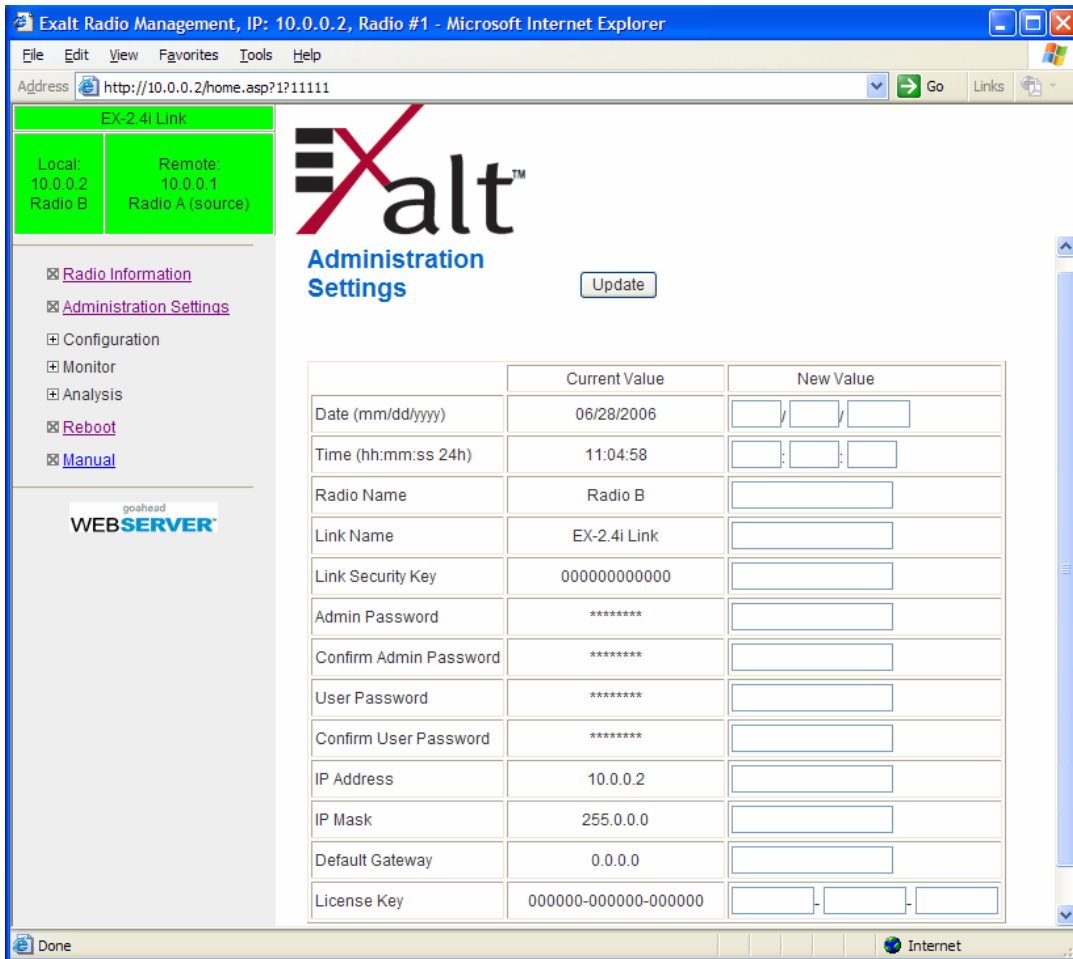 Exalt Radio Management, IP: 10.0.0.2, Radio #1 - Microsoft Internet Explorer
File Edit View Favorites Tools Help
Address http://10.0.0.2/home.asp?1?11111 Go Links
EX-2.4i Link
Local:
10.0.0.2
Radio B
Remote:
10.0.0.1
Radio A (source)
Radio Information
Administration Settings
Configuration
Monitor
Analysis
Reboot
Manual
goahead
WEBSERVER
EXalt™
Administration
Settings
Update
Current Value New Value
Date (mm/dd/yyyy) 06/28/2006 / /
Time (hh:mm:ss 24h) 11:04:58 : :
Radio Name Radio B
Link Name EX-2.4i Link
Link Security Key 000000000000
Admin Password ********
Confirm Admin Password ********
User Password ********
Confirm User Password ********
IP Address 10.0.0.2
IP Mask 255.0.0.0
Default Gateway 0.0.0.0
License Key 000000-000000-000000 - -
Done Internet